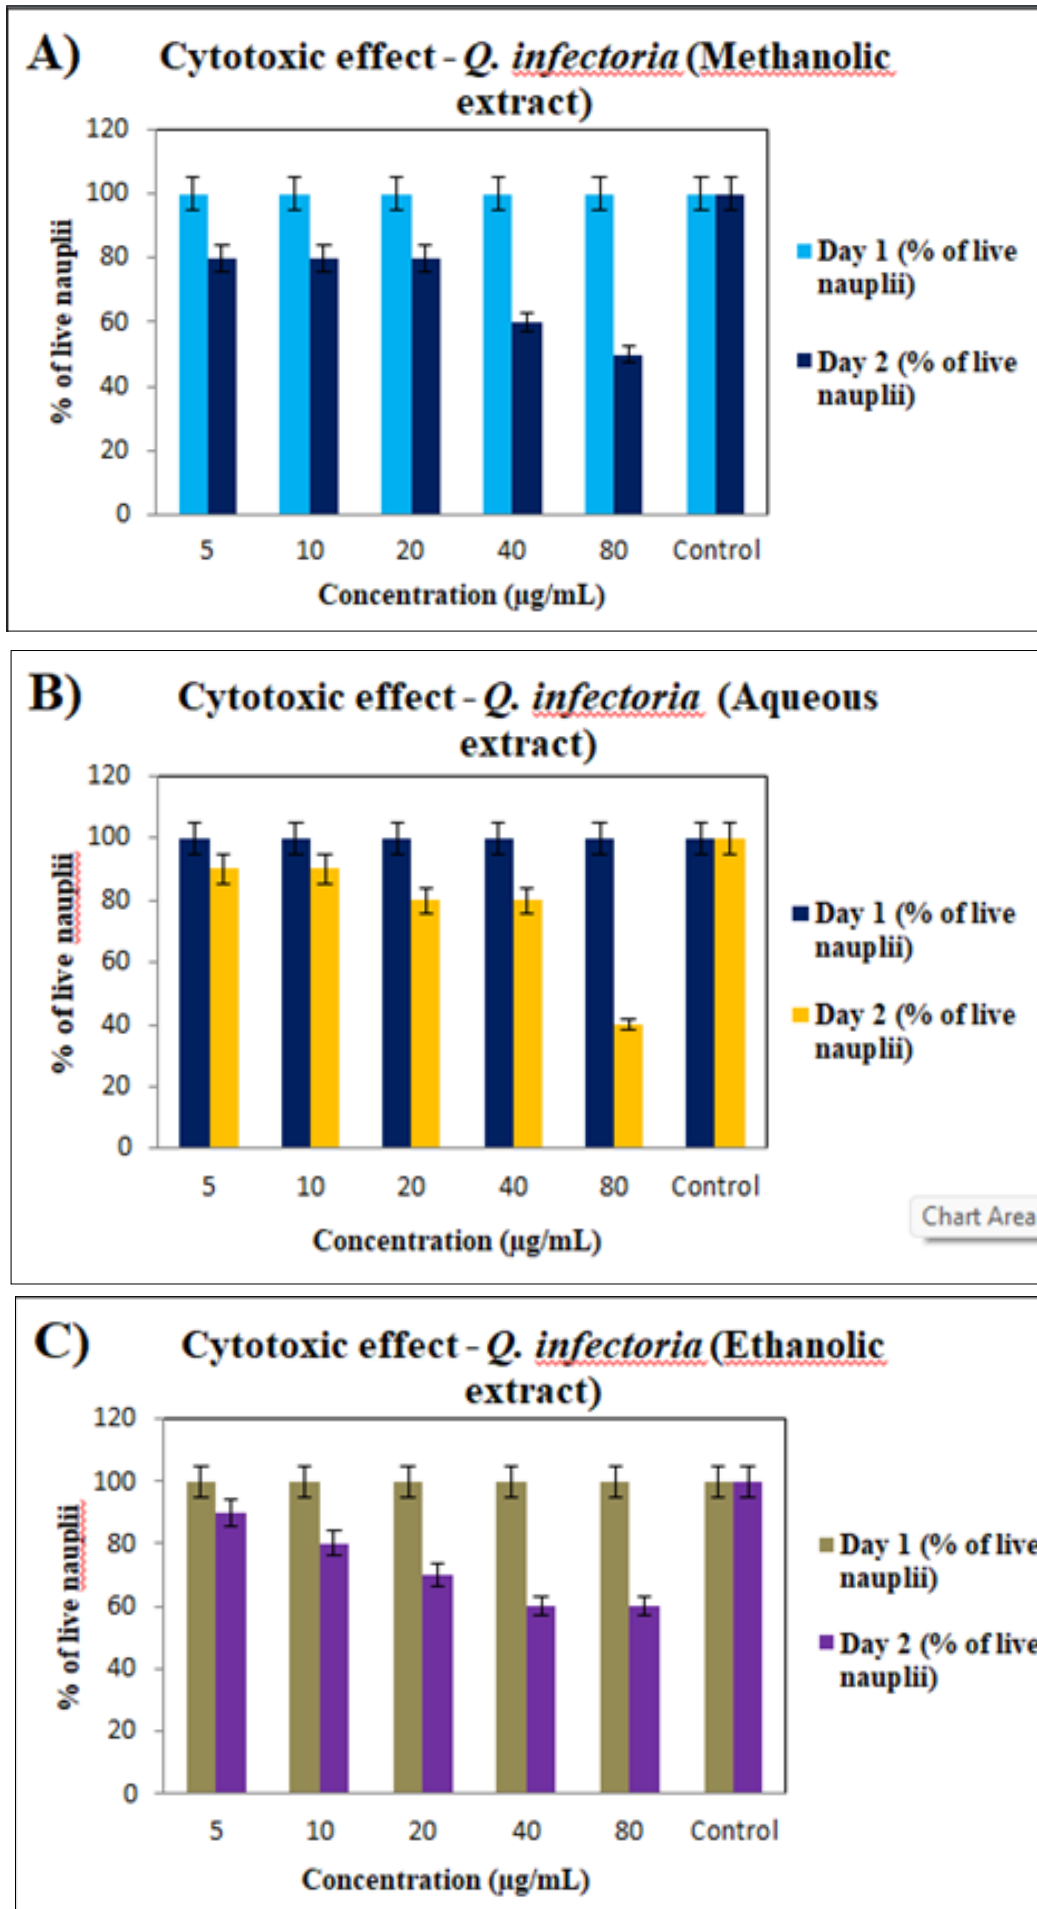 A)
Cytotoxic effect - Q. infectoria (Methanolic
extract)
120
100
80
60
40
20
0
% of live nauplii
5 10 20 40 80 Control
Concentration (µg/mL)
Day 1 (% of live
nauplii)
Day 2 (% of live
nauplii)
B)
Cytotoxic effect - Q. infectoria (Aqueous
extract)
120
100
80
60
40
20
0
% of live nauplii
5 10 20 40 80 Control
Concentration (µg/mL)
Day 1 (% of live
nauplii)
Day 2 (% of live
nauplii)
Chart Area
C)
Cytotoxic effect - Q. infectoria (Ethanolic
extract)
120
100
80
60
40
20
0
% of live nauplii
5 10 20 40 80 Control
Concentration (µg/mL)
Day 1 (% of live
nauplii)
Day 2 (% of live
nauplii)